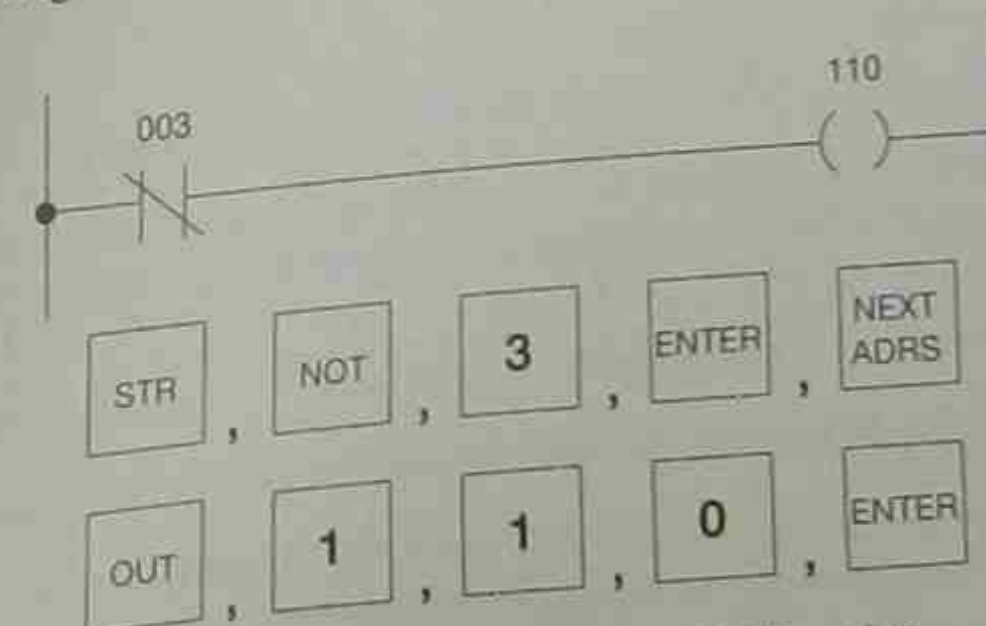 110
003
STR , NOT , 3 , ENTER , NEXT ADRS
OUT , 1 , 1 , 0 , ENTER